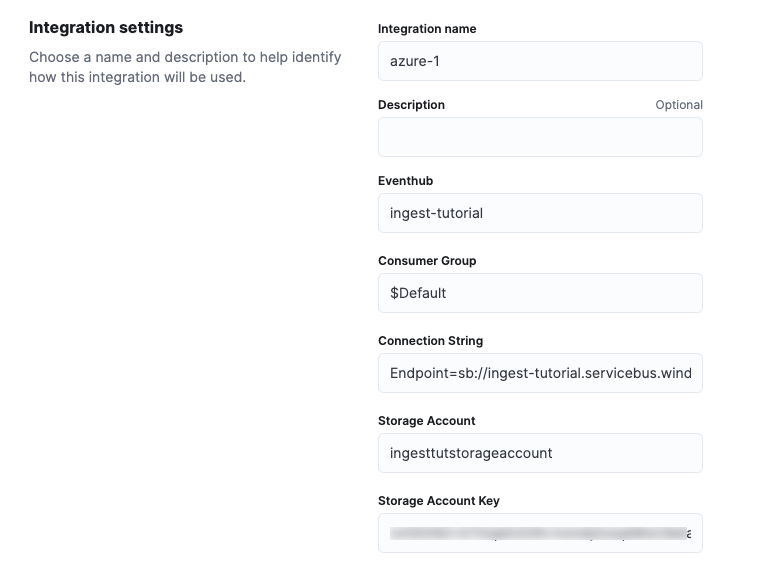 Integration settings
Choose a name and description to help identify
how this integration will be used.
Integration name
azure-1
Description
Optional
Eventhub
ingest-tutorial
Consumer Group
$Default
Connection String
Endpoint=sb://ingest-tutorial.servicebus.wind
Storage Account
ingesttutstorageaccount
Storage Account Key